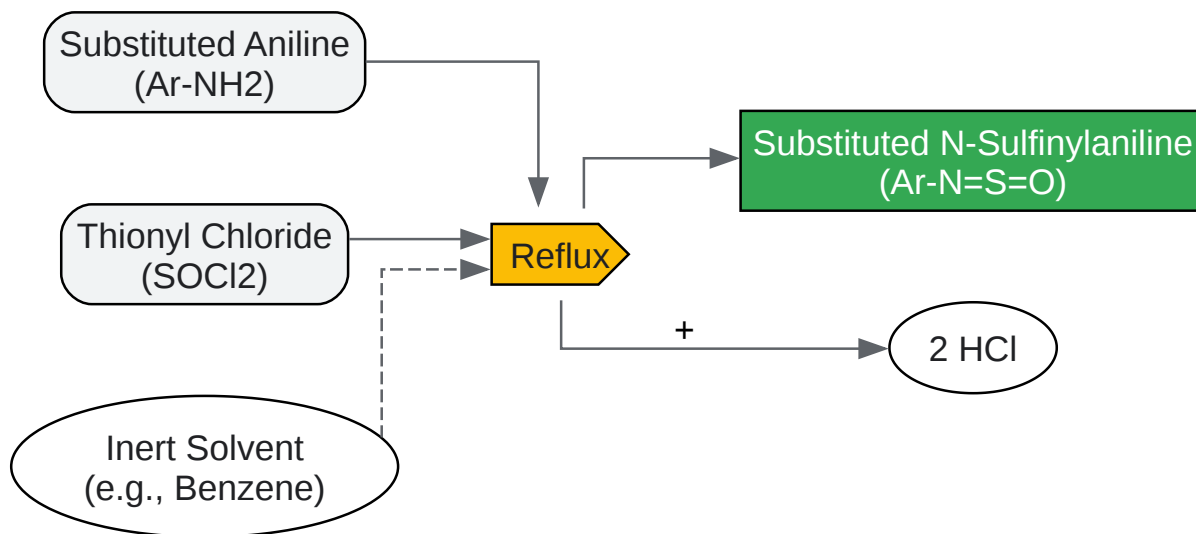 Substituted Aniline
(Ar-NH2)
Substituted N-Sulfinylaniline
(Ar-N=S=O)
Thionyl Chloride
(SOCl2)
Reflux
+
2 HCl
Inert Solvent
(e.g., Benzene)